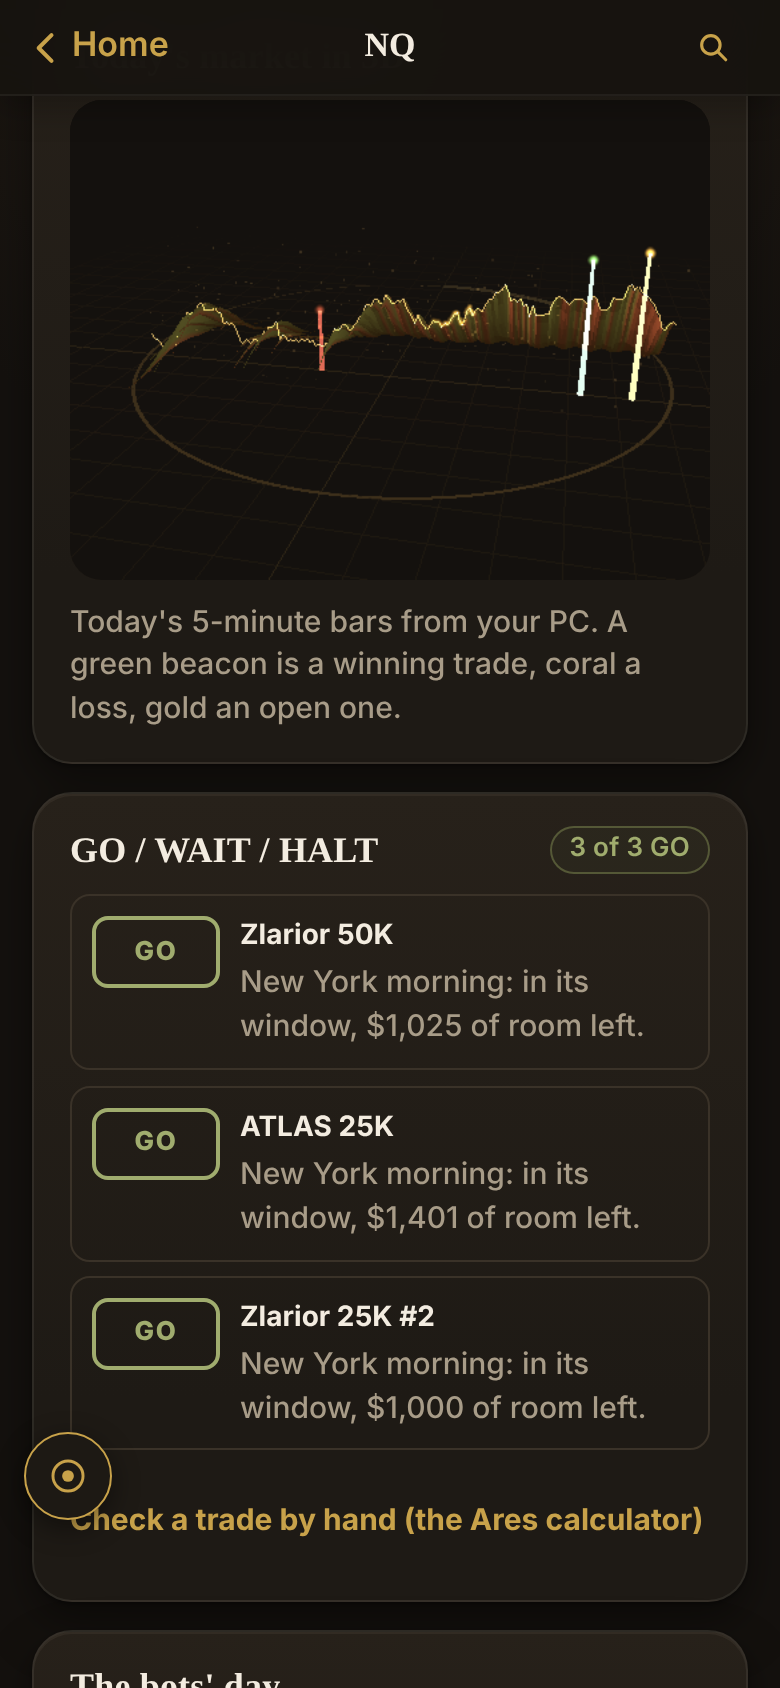 Home
NQ
Today's 5-minute bars from your PC. A
green beacon is a winning trade, coral a
loss, gold an open one.
GO / WAIT / HALT
3 of 3 GO
GO
Zlarior 50K
New York morning: in its
window, $1,025 of room left.
GO
ATLAS 25K
New York morning: in its
window, $1,401 of room left.
GO
Zlarior 25K #2
New York morning: in its
window, $1,000 of room left.
Check a trade by hand (the Ares calculator)
The bots' day